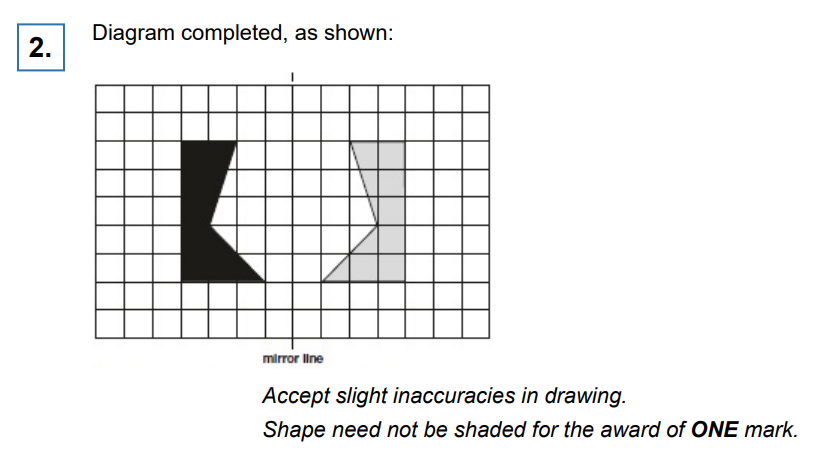 2.
Diagram completed, as shown:
mirror line
Accept slight inaccuracies in drawing.
Shape need not be shaded for the award of ONE mark.